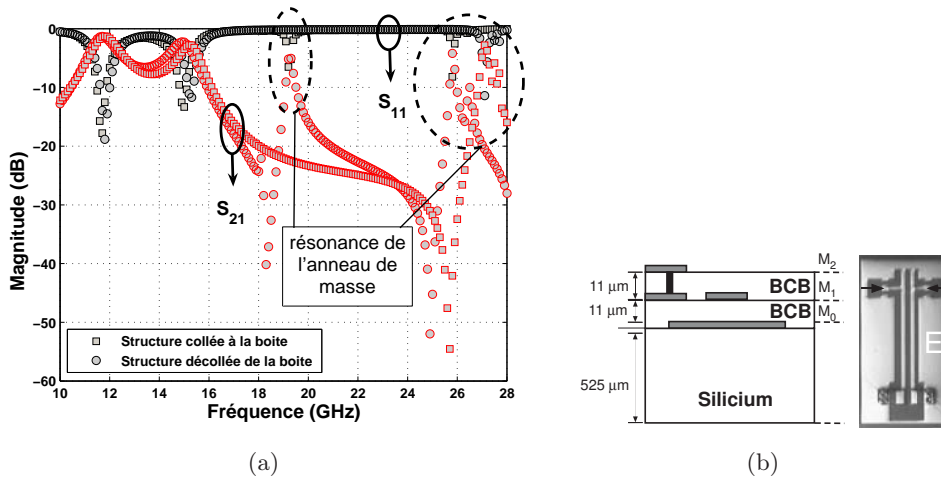 0
−10
−20
−30
−40
−50
−60
Magnitude (dB)
10 12 14 16 18 20 22 24 26 28
Fréquence (GHz)
S21
S11
résonance de
l'anneau de
masse
Structure collée à la boite
Structure décollée de la boite
(a)
M2
11 μm
BCB
M1
11 μm
BCB
M0
525 μm
Silicium
E
(b)